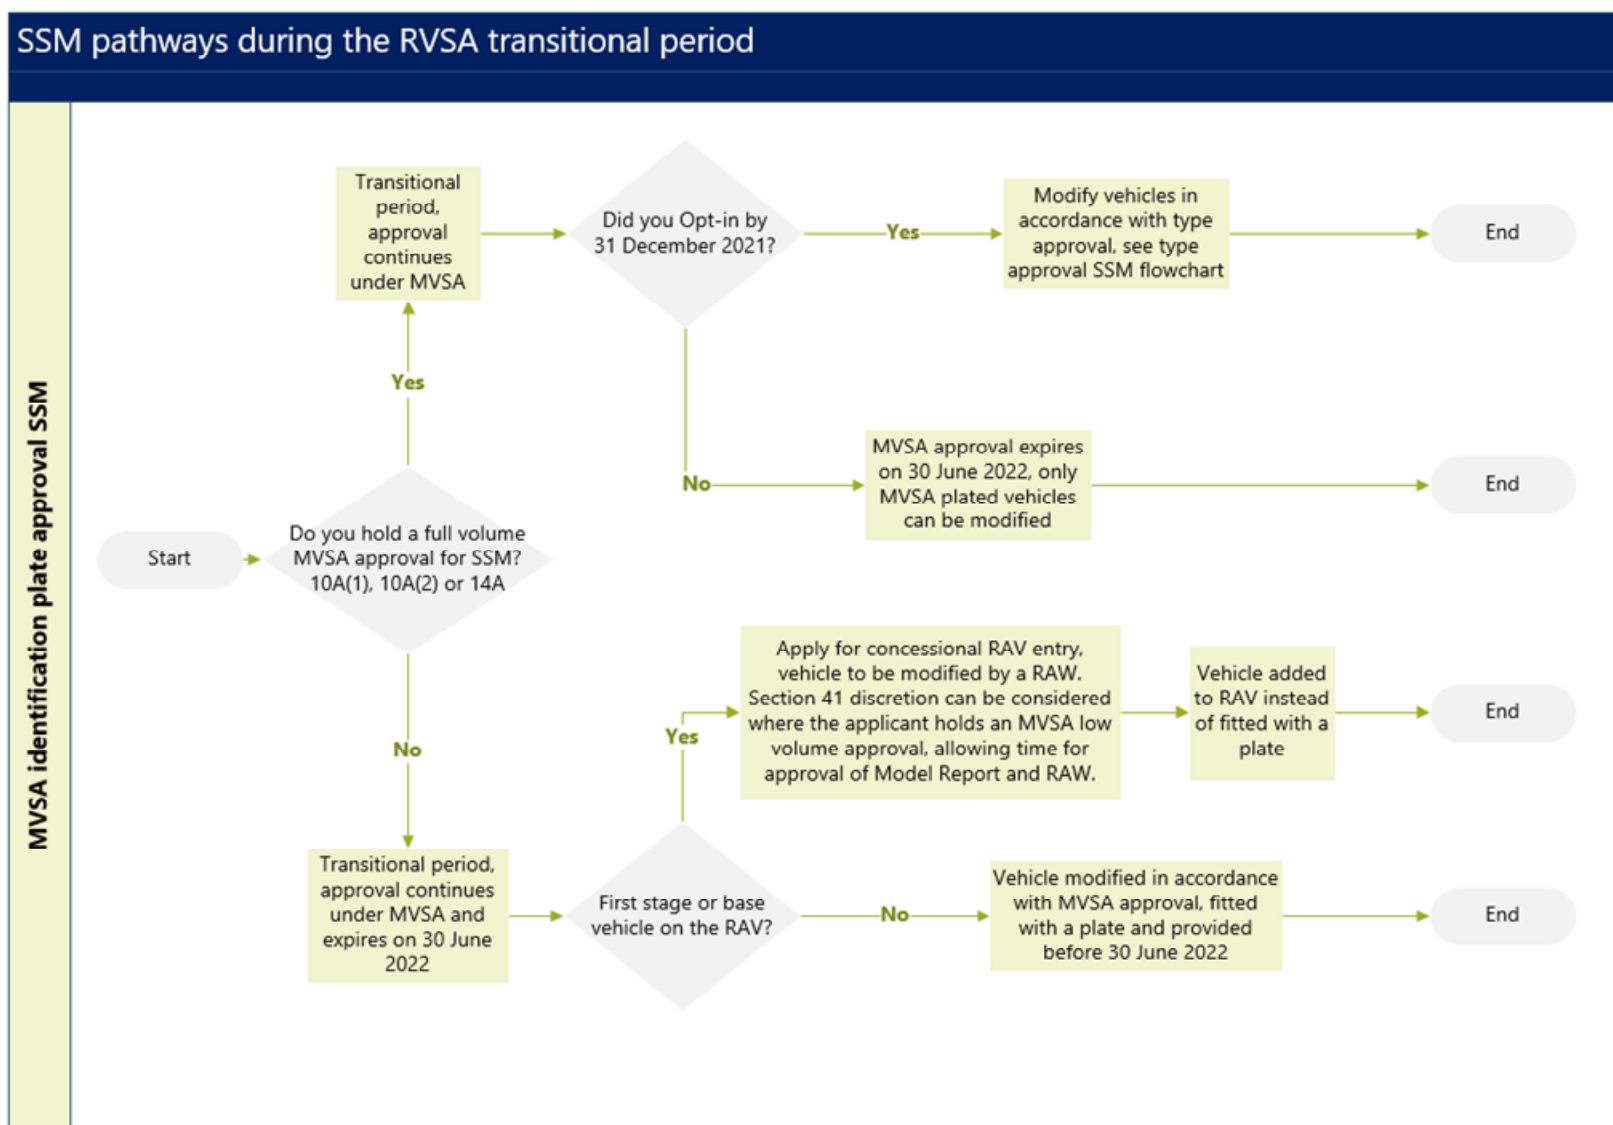 SSM pathways during the RVSA transitional period
MVSA identification plate approval SSM
Start
Do you hold a full volume
MVSA approval for SSM?
10A(1), 10A(2) or 14A
Yes
Transitional
period,
approval
continues
under MVSA
Did you Opt-in by
31 December 2021?
Yes
Modify vehicles in
accordance with type
approval, see type
approval SSM flowchart
End
No
MVSA approval expires
on 30 June 2022, only
MVSA plated vehicles
can be modified
End
No
Transitional period,
approval continues
under MVSA and
expires on 30 June
2022
First stage or base
vehicle on the RAV?
Yes
Apply for concessional RAV entry,
vehicle to be modified by a RAW.
Section 41 discretion can be considered
where the applicant holds an MVSA low
volume approval, allowing time for
approval of Model Report and RAW.
Vehicle added
to RAV instead
of fitted with a
plate
End
No
Vehicle modified in accordance
with MVSA approval, fitted
with a plate and provided
before 30 June 2022
End